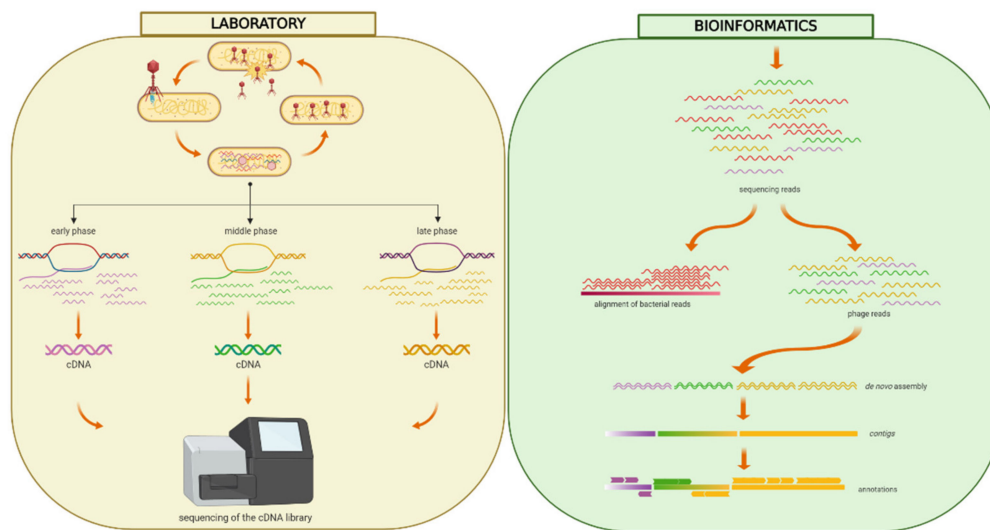 LABORATORY
early phase
middle phase
late phase
cDNA
cDNA
cDNA
sequencing of the cDNA library
BIOINFORMATICS
sequencing reads
alignment of bacterial reads
phage reads
de novo assembly
contigs
annotations